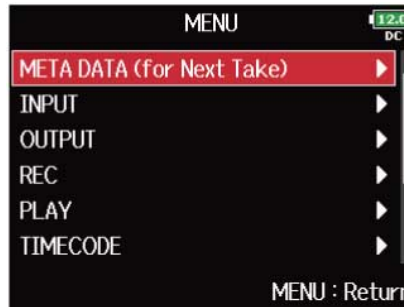 MENU
12.0
DC
META DATA (for Next Take)
INPUT
OUTPUT
REC
PLAY
TIMECODE
MENU : Return